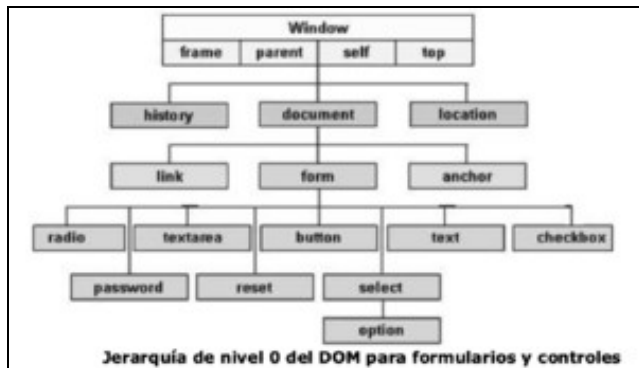 Window
frame parent self top
history document location
link form anchor
radio textarea button text checkbox
password reset select
option
Jerarquía de nivel 0 del DOM para formularios y controles